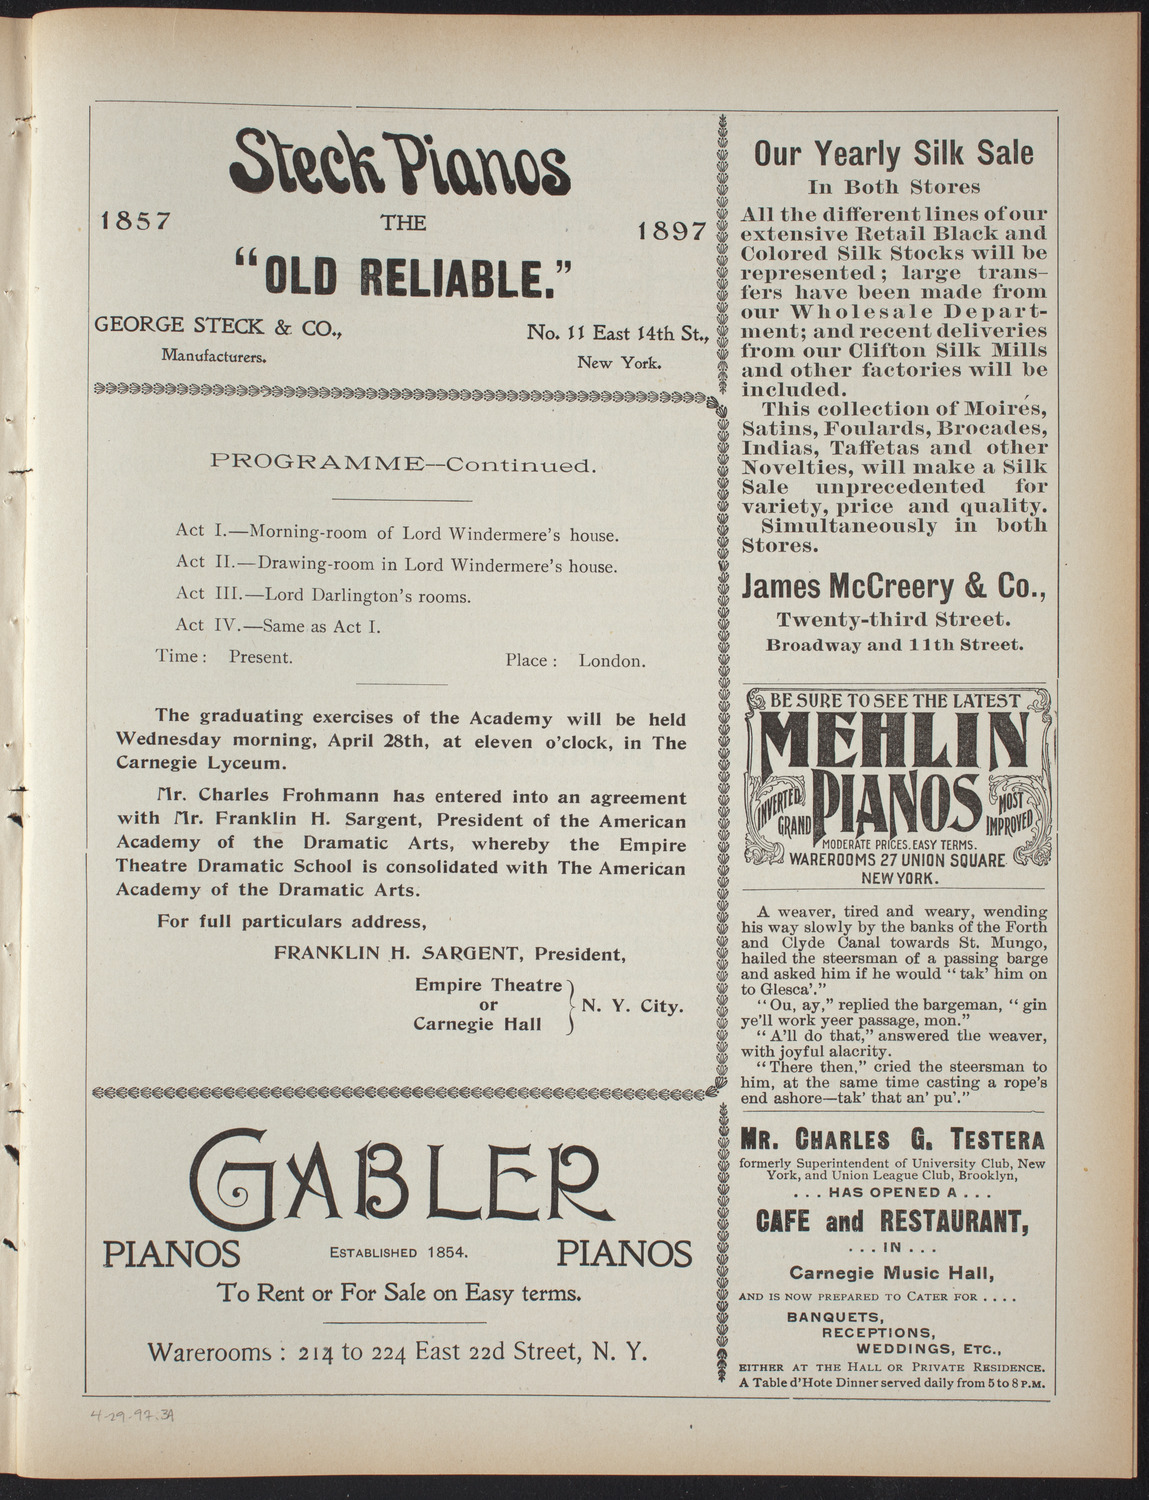 Steck Pianos
1857 THE 1897
"OLD RELIABLE."
GEORGE STECK & CO., No. 11 East 14th St.,
Manufacturers. New York.
PROGRAMME—Continued.
Act I.—Morning-room of Lord Windermere's house.
Act II.—Drawing-room in Lord Windermere's house.
Act III.—Lord Darlington's rooms.
Act IV.—Same as Act I.
Time: Present. Place: London.
The graduating exercises of the Academy will be held
Wednesday morning, April 28th, at eleven o'clock, in The
Carnegie Lyceum.
Mr. Charles Frohmann has entered into an agreement
with Mr. Franklin H. Sargent, President of the American
Academy of the Dramatic Arts, whereby the Empire
Theatre Dramatic School is consolidated with The American
Academy of the Dramatic Arts.
For full particulars address,
FRANKLIN H. SARGENT, President,
Empire Theatre
or
Carnegie Hall
N. Y. City.
GABLER
PIANOS ESTABLISHED 1854. PIANOS
To Rent or For Sale on Easy terms.
Warerooms: 214 to 224 East 22d Street, N. Y.
Our Yearly Silk Sale
In Both Stores
All the different lines of our
extensive Retail Black and
Colored Silk Stocks will be
represented; large trans-
fers have been made from
our Wholesale Depart-
ment; and recent deliveries
from our Clifton Silk Mills
and other factories will be
included.
This collection of Moirés,
Satins, Foulards, Brocades,
Indias, Taffetas and other
Novelties, will make a Silk
Sale unprecedented for
variety, price and quality.
Simultaneously in both
Stores.
James McCreery & Co.,
Twenty-third Street.
Broadway and 11th Street.
BE SURE TO SEE THE LATEST
MEHLIN
INVERTED GRAND PIANOS MOST IMPROVED
MODERATE PRICES. EASY TERMS.
WAREROOMS 27 UNION SQUARE
NEW YORK.
A weaver, tired and weary, wending
his way slowly by the banks of the Forth
and Clyde Canal towards St. Mungo,
hailed the steersman of a passing barge
and asked him if he would "tak' him on
to Glesca'."
"Ou, ay," replied the bargeman, "gin
ye'll work yeer passage, mon."
"A'll do that," answered the weaver,
with joyful alacrity.
"There then," cried the steersman to
him, at the same time casting a rope's
end ashore—tak' that an' pu'."
MR. CHARLES G. TESTERA
formerly Superintendent of University Club, New
York, and Union League Club, Brooklyn,
... HAS OPENED A ...
CAFE and RESTAURANT,
... IN ...
Carnegie Music Hall,
AND IS NOW PREPARED TO CATER FOR ....
BANQUETS,
RECEPTIONS,
WEDDINGS, ETC.,
EITHER AT THE HALL OR PRIVATE RESIDENCE.
A Table d'Hote Dinner served daily from 5 to 8 P.M.
4-29-97.3A